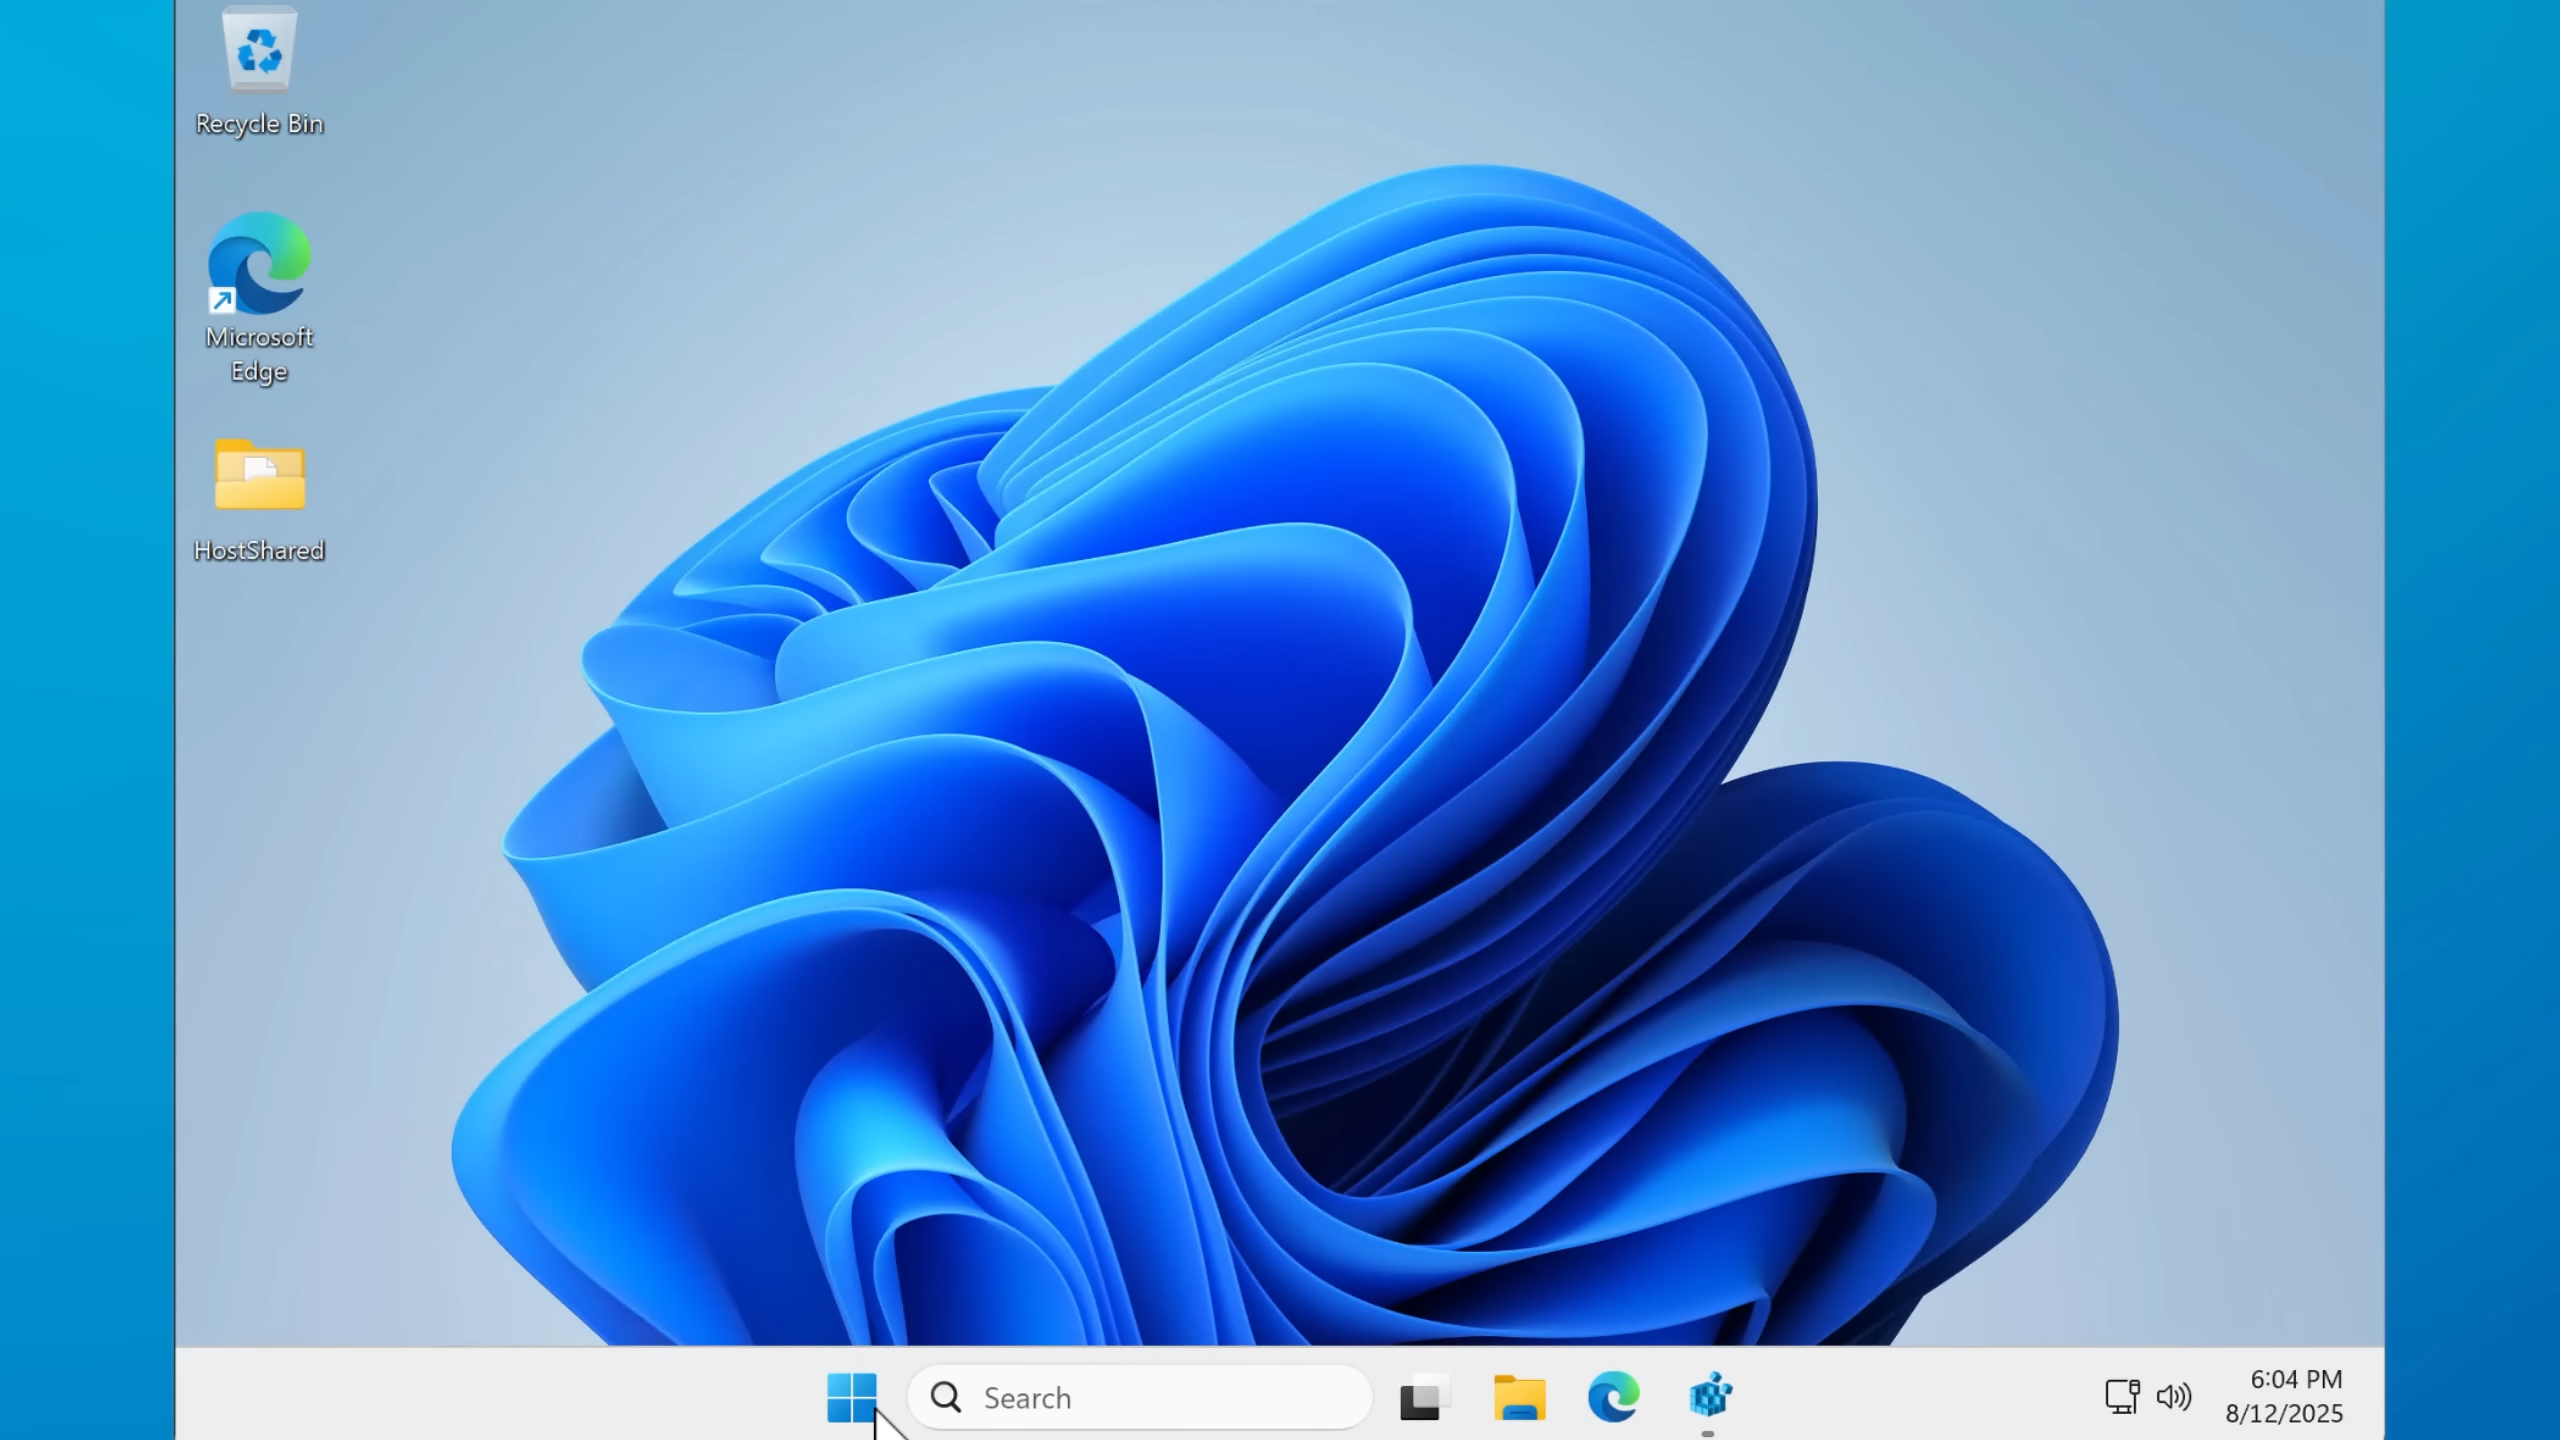 Recycle Bin
Microsoft
Edge
HostShared
Search
6:04 PM
8/12/2025